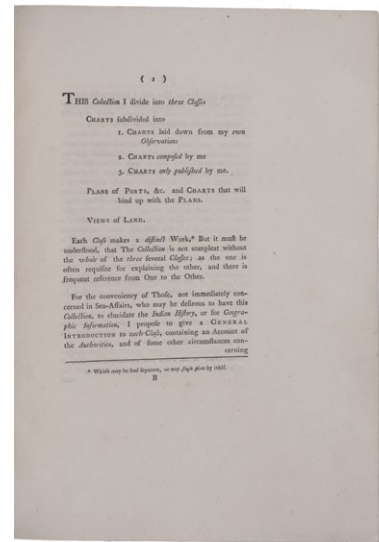 ( 2 )
THIS Collection I divide into three Classes
CHARTS subdivided into
1. CHARTS laid down from my own
Observations
2. CHARTS composed by me
3. CHARTS only published by me.
PLANS of PORTS, &c. and CHARTS that will
bind up with the PLANS.
VIEWS of LAND.
Each Class makes a distinct Work,* But it must be
understood, that The Collection is not compleat without
the whole of the three several Classes; as the one is
often requisite for explaining the other, and there is
frequent reference from One to the Other.
For the conveniency of Those, not immediately con-
cerned in Sea-Affairs, who may be desirous to have this
Collection, to elucidate the Indian History, or for Geogra-
phic Information, I propose to give a GENERAL
INTRODUCTION to each Class, containing an Account of
the Authorities, and of some other circumstances con-
cerning
* Which may be had separate, or any single plan by itself.
B